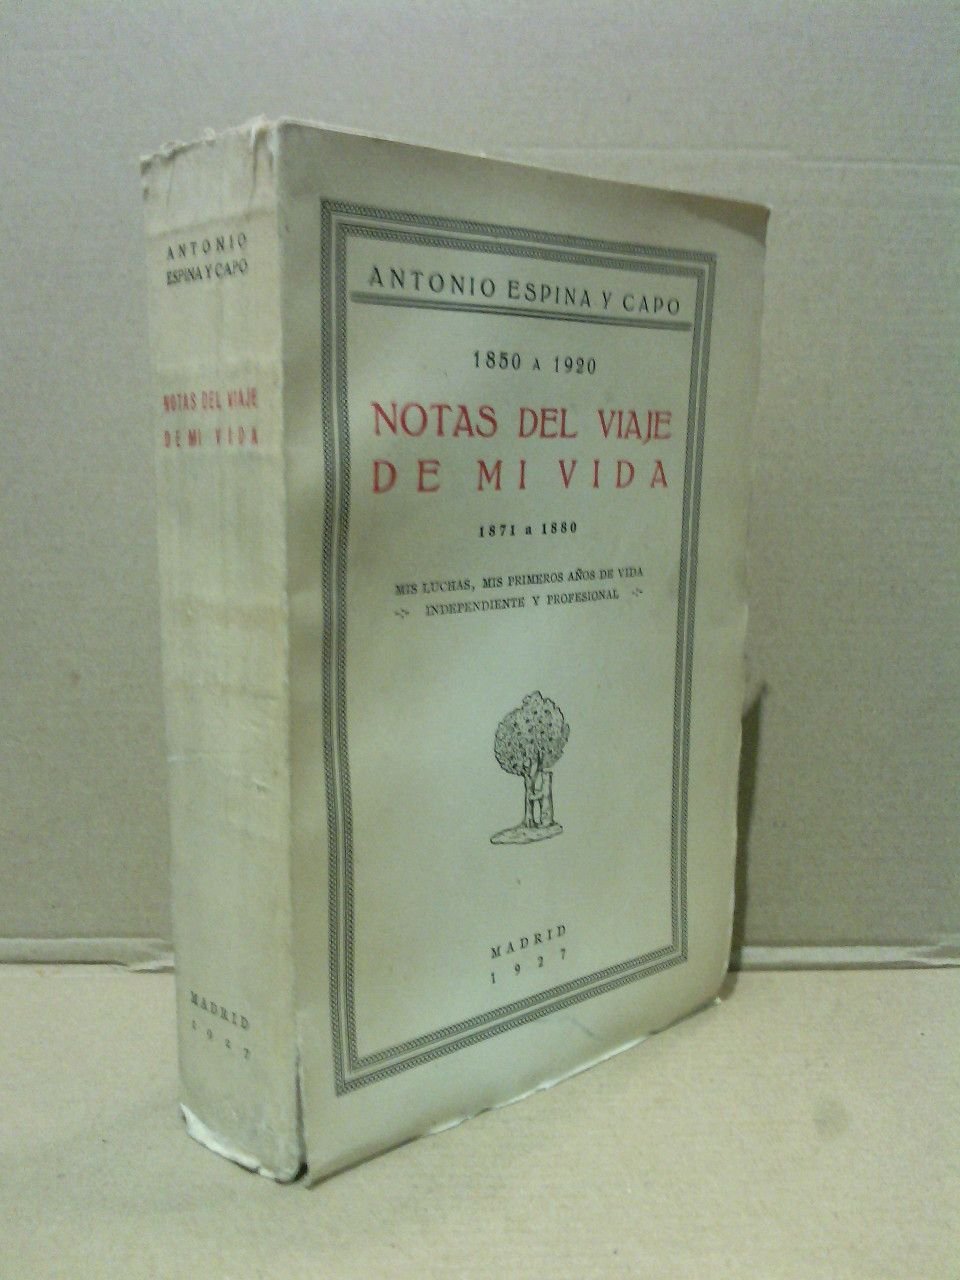 ANTONIO
ESPINA Y CAPO
NOTAS DEL VIAJE
DE MI VIDA
MADRID
1927
ANTONIO ESPINA Y CAPO
1850 A 1920
NOTAS DEL VIAJE
DE MI VIDA
1871 a 1880
MIS LUCHAS, MIS PRIMEROS AÑOS DE VIDA
INDEPENDIENTE Y PROFESIONAL
MADRID
1927